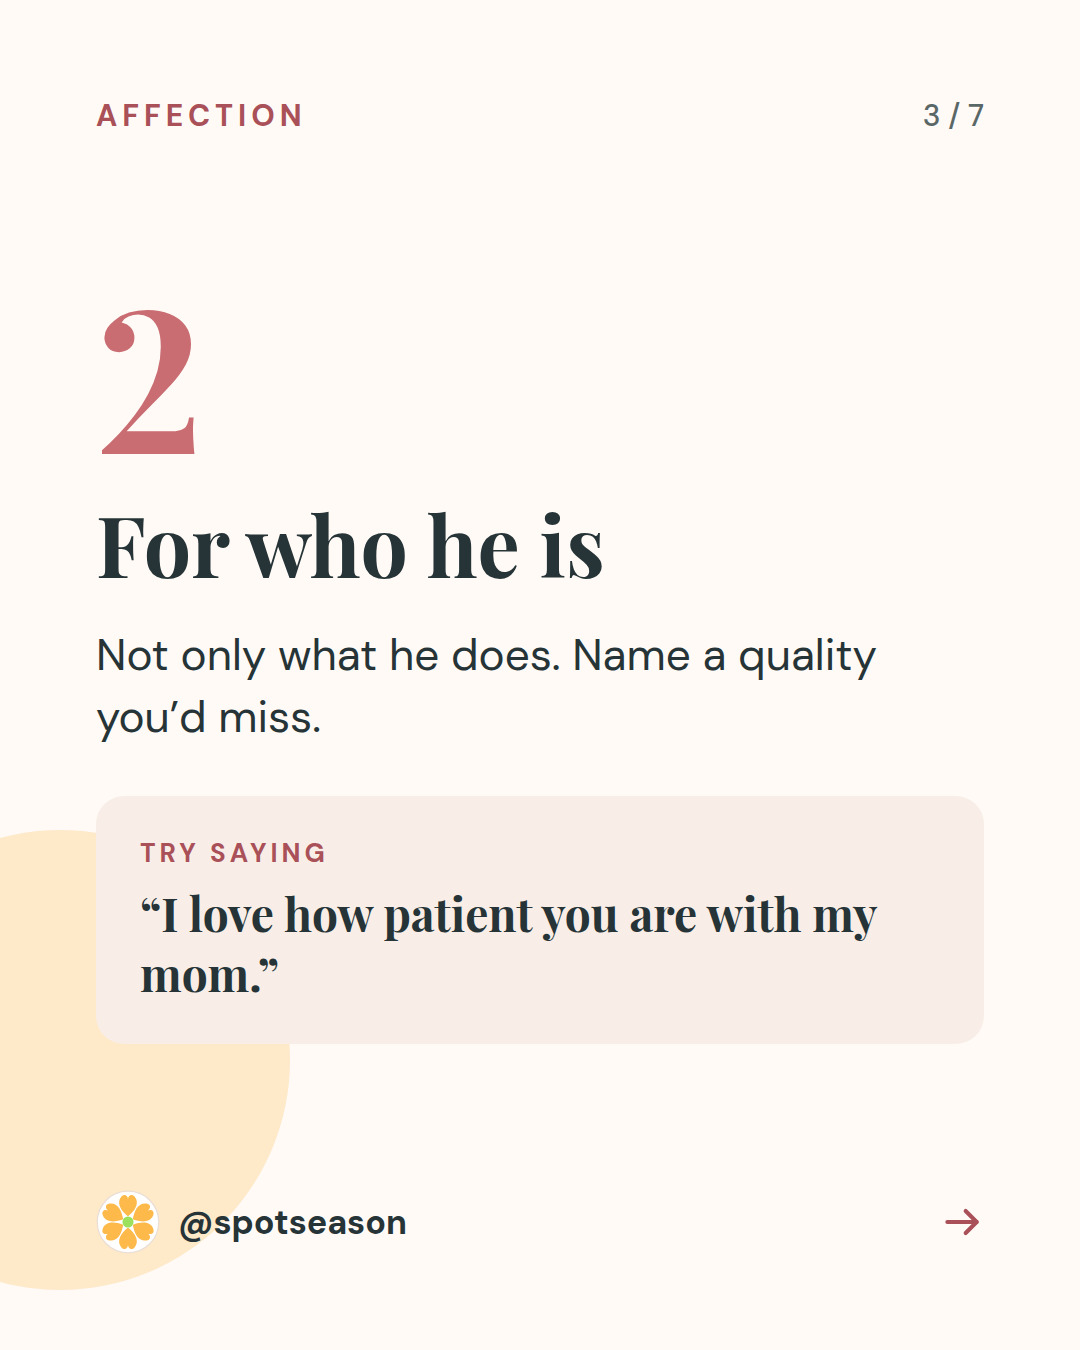 AFFECTION
3 / 7
2
For who he is
Not only what he does. Name a quality
you’d miss.
TRY SAYING
“I love how patient you are with my
mom.”
@spotseason